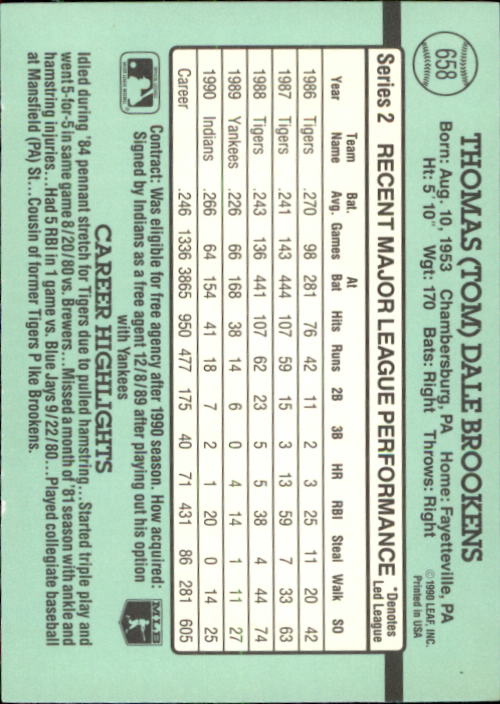 658
THOMAS (TOM) DALE BROOKENS
Born: Aug. 10, 1953 Chambersburg, PA Home: Fayetteville, PA
Ht: 5' 10" Wgt: 170 Bats: Right Throws: Right
© 1990 LEAF, INC.
Printed in USA
Series 2 RECENT MAJOR LEAGUE PERFORMANCE *Denotes Led League
Year Team Name Bat. Avg. Games At Bat Hits Runs 2B 3B HR RBI Steal Walk SO
1986 Tigers .270 98 281 76 42 11 2 3 25 11 20 42
1987 Tigers .241 143 444 107 59 15 3 13 59 7 33 63
1988 Tigers .243 136 441 107 62 23 5 5 38 4 44 74
1989 Yankees .226 66 168 38 14 6 0 4 14 1 11 27
1990 Indians .266 64 154 41 18 7 2 1 20 0 14 25
Career .246 1336 3865 950 477 175 40 71 431 86 281 605
Contract: Was eligible for free agency after 1990 season. How acquired:
Signed by Indians as a free agent 12/8/89 after playing out his option
with Yankees
CAREER HIGHLIGHTS
Idled during '84 pennant stretch for Tigers due to pulled hamstring...Started triple play and
went 5-for-5 in same game 8/20/80 vs. Brewers...Missed a month of '81 season with ankle and
hamstring injuries...Had 5 RBI in 1 game vs. Blue Jays 9/22/80...Played collegiate baseball
at Mansfield (PA) St...Cousin of former Tigers P Ike Brookens.